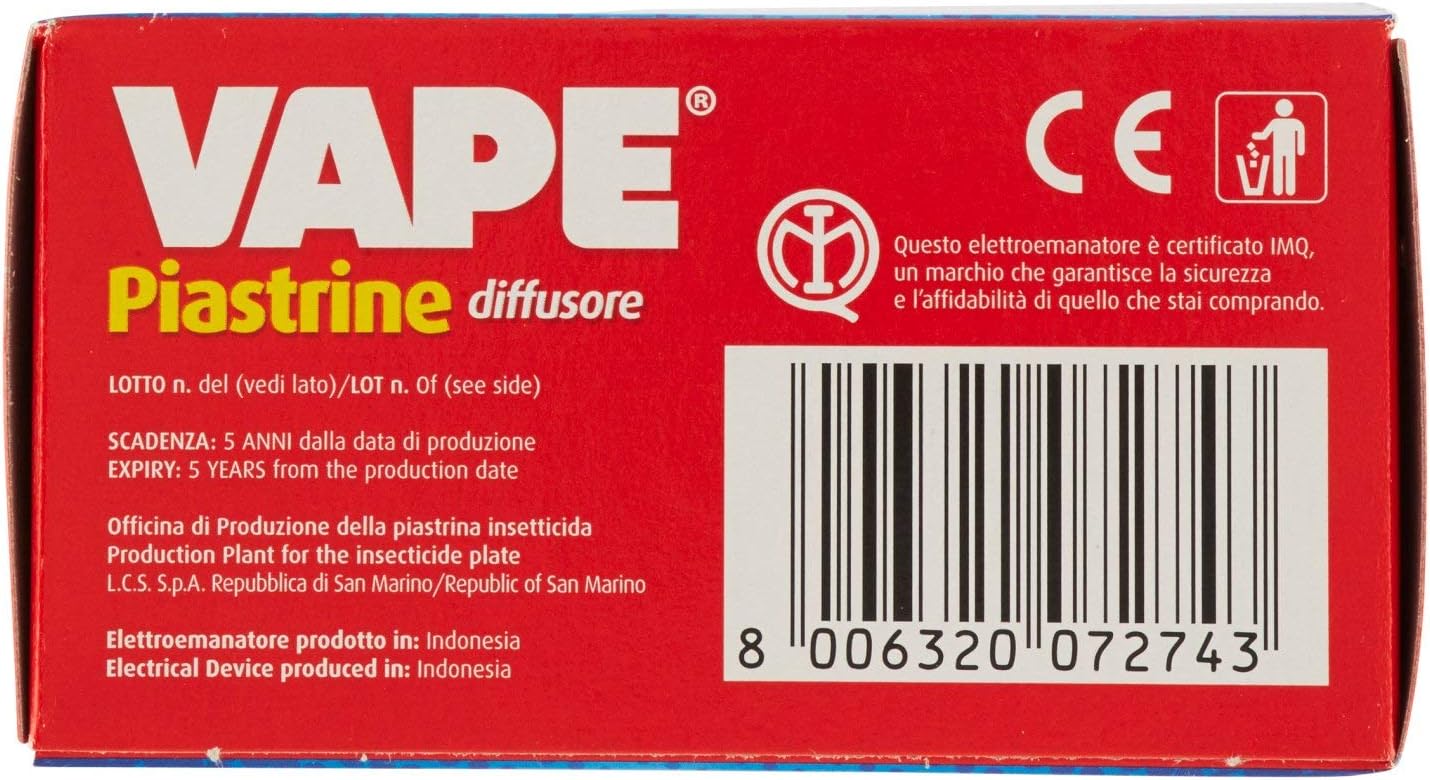 VAPE®
Piastrine diffusore
LOTTO n. del (vedi lato)/LOT n. Of (see side)
SCADENZA: 5 ANNI dalla data di produzione
EXPIRY: 5 YEARS from the production date
Officina di Produzione della piastrina insetticida
Production Plant for the insecticide plate
L.C.S. S.p.A. Repubblica di San Marino/Republic of San Marino
Elettroemanatore prodotto in: Indonesia
Electrical Device produced in: Indonesia
CE
IMQ
Questo elettroemanatore è certificato IMQ,
un marchio che garantisce la sicurezza
e l'affidabilità di quello che stai comprando.
8 006320 072743